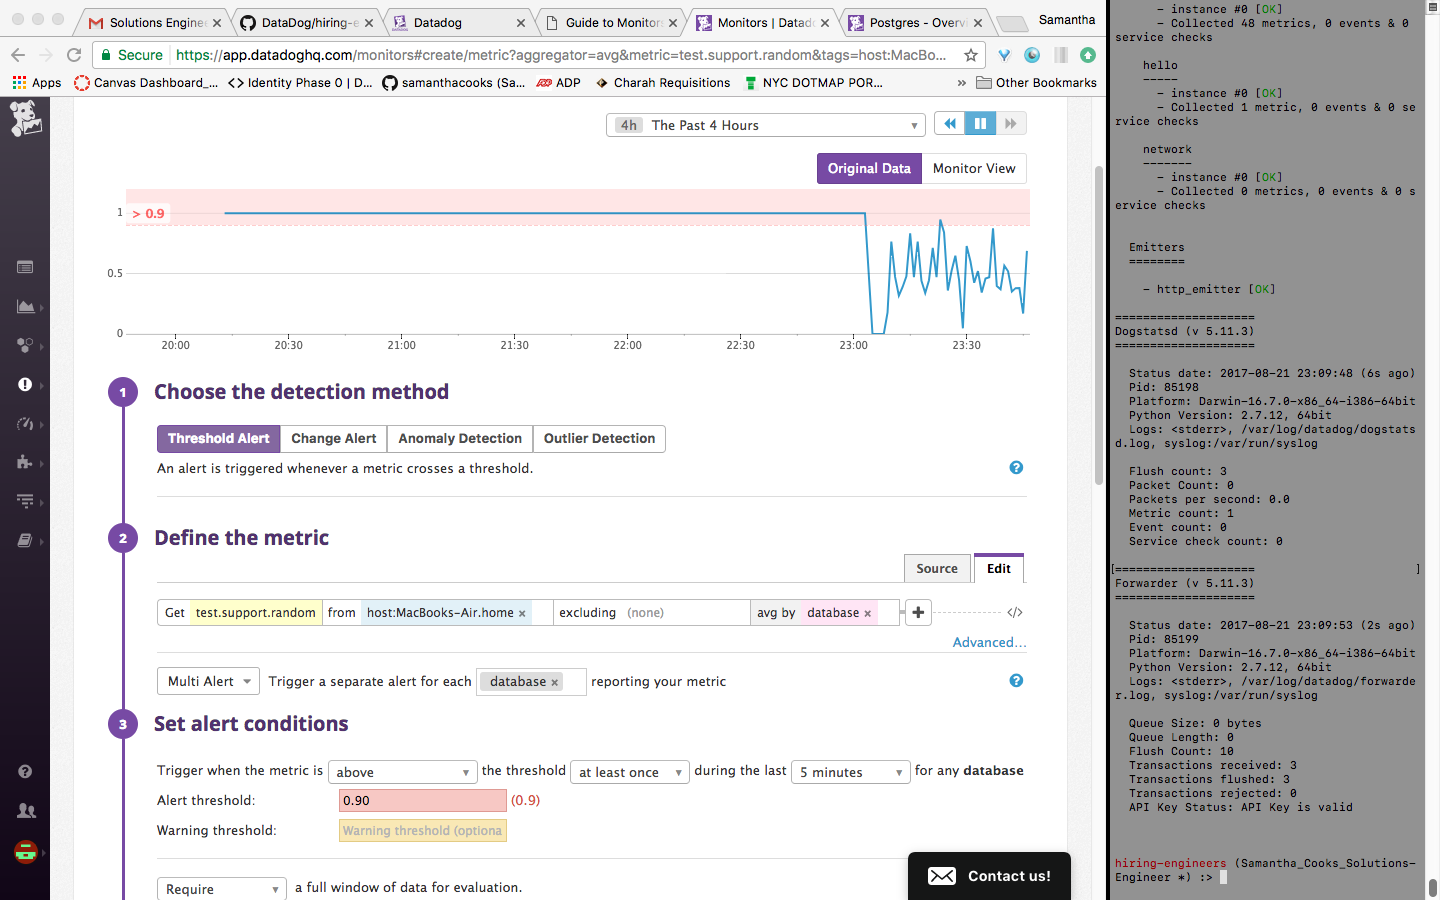 Solutions Engine
DataDog/hiring-e
Datadog
Guide to Monitor
Monitors | Datad
Postgres - Overv
Samantha
Secure
https://app.datadoghq.com/monitors#create/metric?aggregator=avg&metric=test.support.random&tags=host:MacBo...
Apps
Canvas Dashboard_...
<> Identity Phase 0 | D...
samanthacooks (Sa...
ADP
Charah Requisitions
NYC DOTMAP POR...
»
Other Bookmarks
4h The Past 4 Hours
Original Data
Monitor View
1
> 0.9
0.5
0
20:00
20:30
21:00
21:30
22:00
22:30
23:00
23:30
1 Choose the detection method
Threshold Alert
Change Alert
Anomaly Detection
Outlier Detection
An alert is triggered whenever a metric crosses a threshold.
?
2 Define the metric
Source
Edit
Get test.support.random from host:MacBooks-Air.home × excluding (none) avg by database × + </>
Advanced...
Multi Alert Trigger a separate alert for each database × reporting your metric
?
3 Set alert conditions
Trigger when the metric is above the threshold at least once during the last 5 minutes for any database
Alert threshold: 0.90 (0.9)
Warning threshold: Warning threshold (optiona
Require a full window of data for evaluation.
Contact us!
- instance #0 [OK]
- Collected 48 metrics, 0 events & 0
service checks
hello
-----
- instance #0 [OK]
- Collected 1 metric, 0 events & 0 se
rvice checks
network
-------
- instance #0 [OK]
- Collected 0 metrics, 0 events & 0 s
ervice checks
Emitters
========
- http_emitter [OK]
====================
Dogstatsd (v 5.11.3)
====================
Status date: 2017-08-21 23:09:48 (6s ago)
Pid: 85198
Platform: Darwin-16.7.0-x86_64-i386-64bit
Python Version: 2.7.12, 64bit
Logs: <stderr>, /var/log/datadog/dogstats
d.log, syslog:/var/run/syslog
Flush count: 3
Packet Count: 0
Packets per second: 0.0
Metric count: 1
Event count: 0
Service check count: 0
[==================== ]
Forwarder (v 5.11.3)
====================
Status date: 2017-08-21 23:09:53 (2s ago)
Pid: 85199
Platform: Darwin-16.7.0-x86_64-i386-64bit
Python Version: 2.7.12, 64bit
Logs: <stderr>, /var/log/datadog/forwarde
r.log, syslog:/var/run/syslog
Queue Size: 0 bytes
Queue Length: 0
Flush Count: 10
Transactions received: 3
Transactions flushed: 3
Transactions rejected: 0
API Key Status: API Key is valid
hiring-engineers (Samantha_Cooks_Solutions-
Engineer *) :>